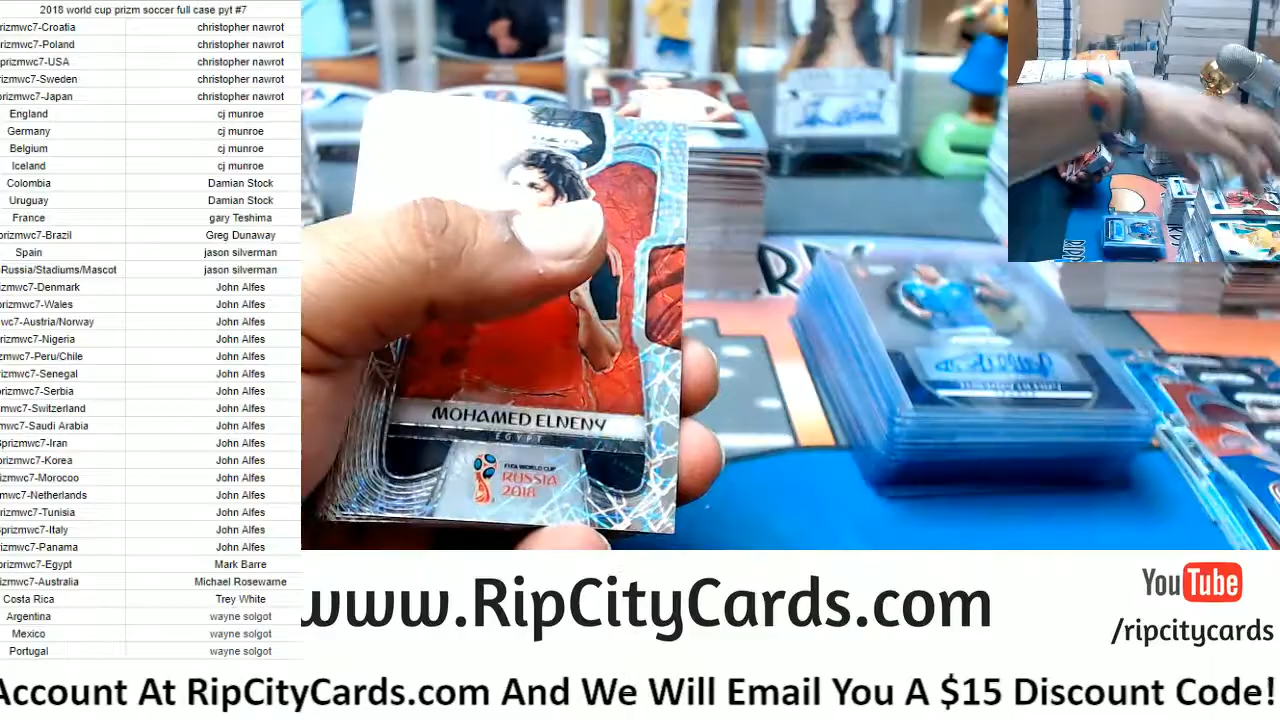 2018 world cup prizm soccer full case pyt #7
rizmwc7-Croatia christopher nawrot
rizmwc7-Poland christopher nawrot
prizmwc7-USA christopher nawrot
rizmwc7-Sweden christopher nawrot
rizmwc7-Japan christopher nawrot
England cj munroe
Germany cj munroe
Belgium cj munroe
Iceland cj munroe
Colombia Damian Stock
Uruguay Damian Stock
France gary Teshima
prizmwc7-Brazil Greg Dunaway
Spain jason silverman
Russia/Stadiums/Mascot jason silverman
rizmwc7-Denmark John Alfes
prizmwc7-Wales John Alfes
wc7-Austria/Norway John Alfes
rizmwc7-Nigeria John Alfes
zmwc7-Peru/Chile John Alfes
izmwc7-Senegal John Alfes
prizmwc7-Serbia John Alfes
mwc7-Switzerland John Alfes
mwc7-Saudi Arabia John Alfes
prizmwc7-Iran John Alfes
rizmwc7-Korea John Alfes
izmwc7-Morocoo John Alfes
nwc7-Netherlands John Alfes
izmwc7-Tunisia John Alfes
prizmwc7-Italy John Alfes
izmwc7-Panama John Alfes
rizmwc7-Egypt Mark Barre
izmwc7-Australia Michael Rosewarne
Costa Rica Trey White
Argentina wayne solgot
Mexico wayne solgot
Portugal wayne solgot
MOHAMED ELNENY
EGYPT
FIFA WORLD CUP
RUSSIA
2018
www.RipCityCards.com
YouTube
/ripcitycards
Account At RipCityCards.com And We Will Email You A $15 Discount Code!